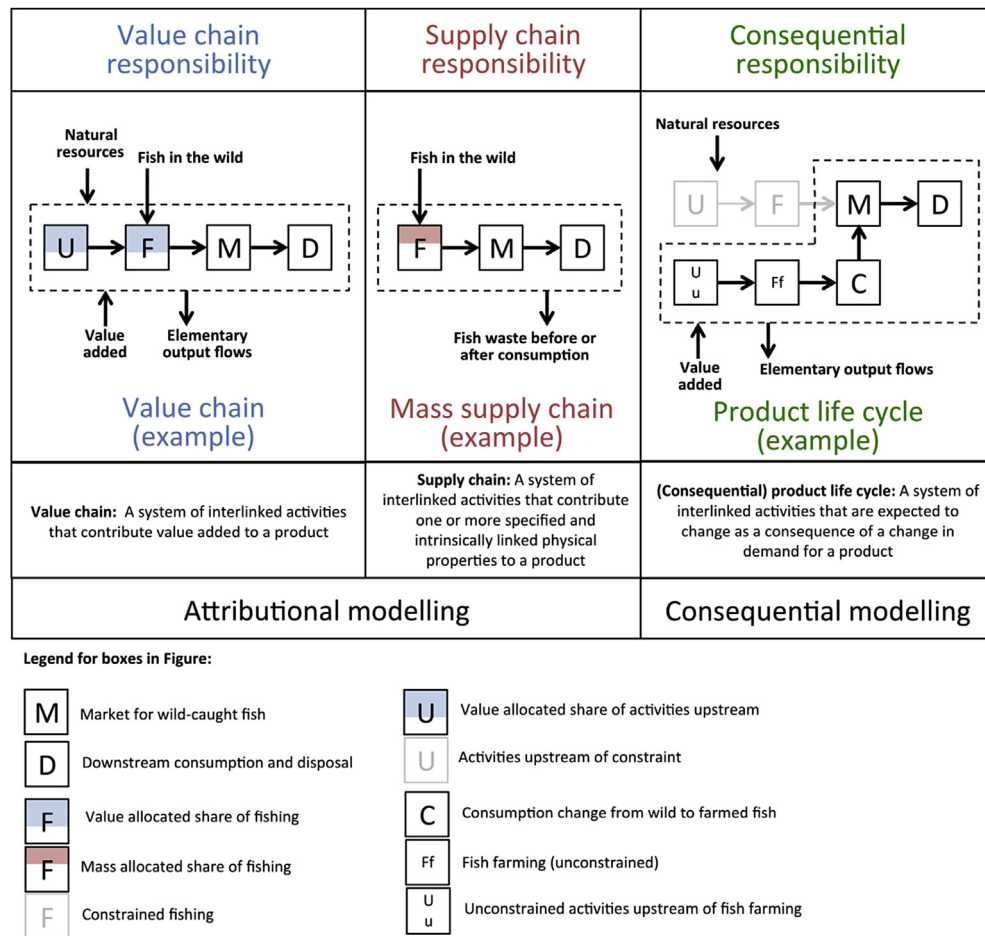 Value chain
responsibility
Supply chain
responsibility
Consequential
responsibility
Natural
resources
Fish in the wild
U
F
M
D
Value
added
Elementary
output flows
Value chain
(example)
Fish in the wild
F
M
D
Fish waste before or
after consumption
Mass supply chain
(example)
Natural resources
U
F
M
D
U
u
Ff
C
Value
added
Elementary output flows
Product life cycle
(example)
Value chain: A system of interlinked activities
that contribute value added to a product
Supply chain: A system of
interlinked activities that contribute
one or more specified and
intrinsically linked physical
properties to a product
(Consequential) product life cycle: A system of
interlinked activities that are expected to
change as a consequence of a change in
demand for a product
Attributional modelling
Consequential modelling
Legend for boxes in Figure:
M
Market for wild-caught fish
D
Downstream consumption and disposal
F
Value allocated share of fishing
F
Mass allocated share of fishing
F
Constrained fishing
U
Value allocated share of activities upstream
U
Activities upstream of constraint
C
Consumption change from wild to farmed fish
Ff
Fish farming (unconstrained)
U
u
Unconstrained activities upstream of fish farming